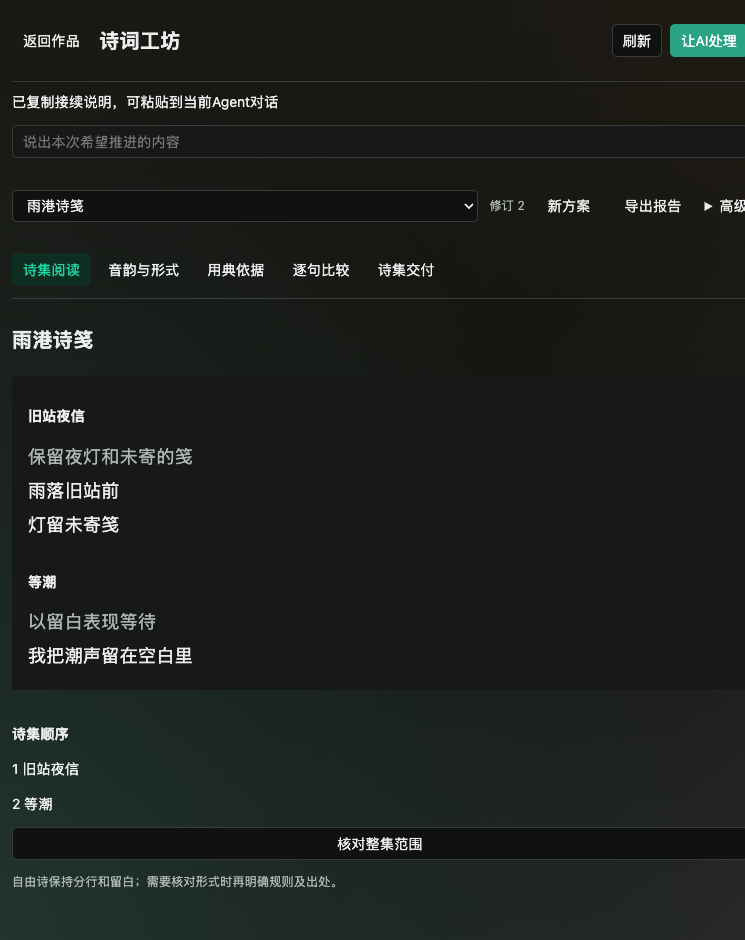 返回作品 诗词工坊 刷新 让AI处理
已复制接续说明，可粘贴到当前Agent对话
说出本次希望推进的内容
雨港诗笺 修订 2 新方案 导出报告 ▶ 高级
诗集阅读 音韵与形式 用典依据 逐句比较 诗集交付
雨港诗笺
旧站夜信
保留夜灯和未寄的笺
雨落旧站前
灯留未寄笺
等潮
以留白表现等待
我把潮声留在空白里
诗集顺序
1 旧站夜信
2 等潮
核对整集范围
自由诗保持分行和留白；需要核对形式时再明确规则及出处。